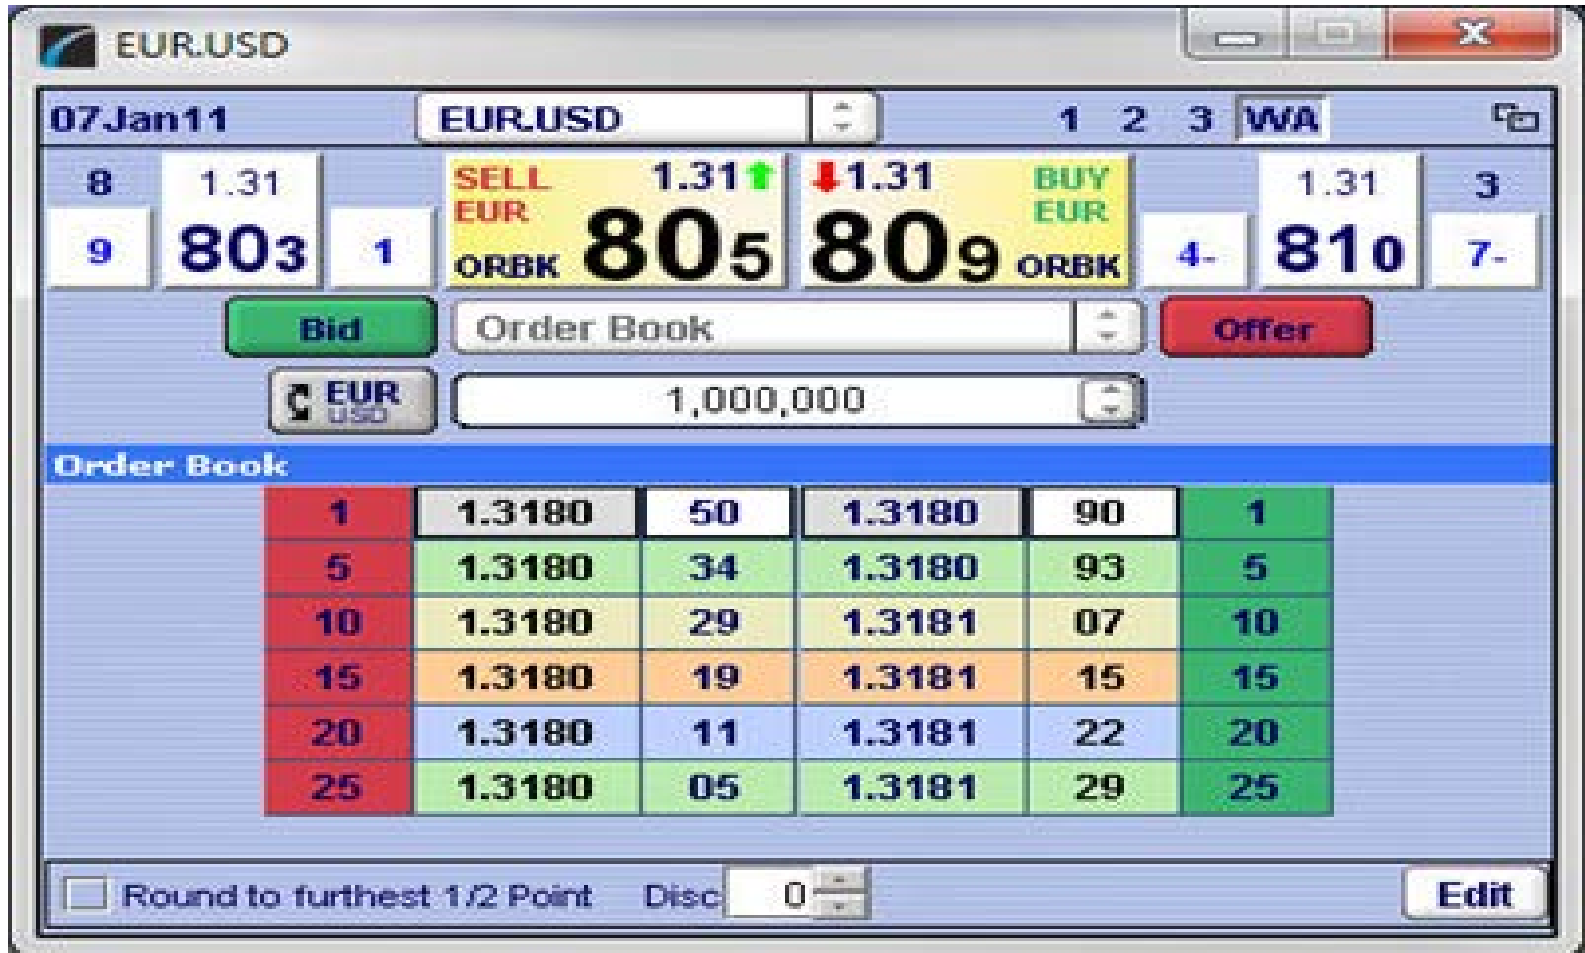 EUR.USD
07Jan11 EUR.USD 1 2 3 WA
8 1.31 SELL 1.31 1.31 BUY 1.31 3
EUR EUR
9 803 1 ORBK 805 809 ORBK 4- 810 7-
Bid Order Book Offer
EUR 1,000,000
USD
Order Book
1 1.3180 50 1.3180 90 1
5 1.3180 34 1.3180 93 5
10 1.3180 29 1.3181 07 10
15 1.3180 19 1.3181 15 15
20 1.3180 11 1.3181 22 20
25 1.3180 05 1.3181 29 25
Round to furthest 1/2 Point Disc 0 Edit